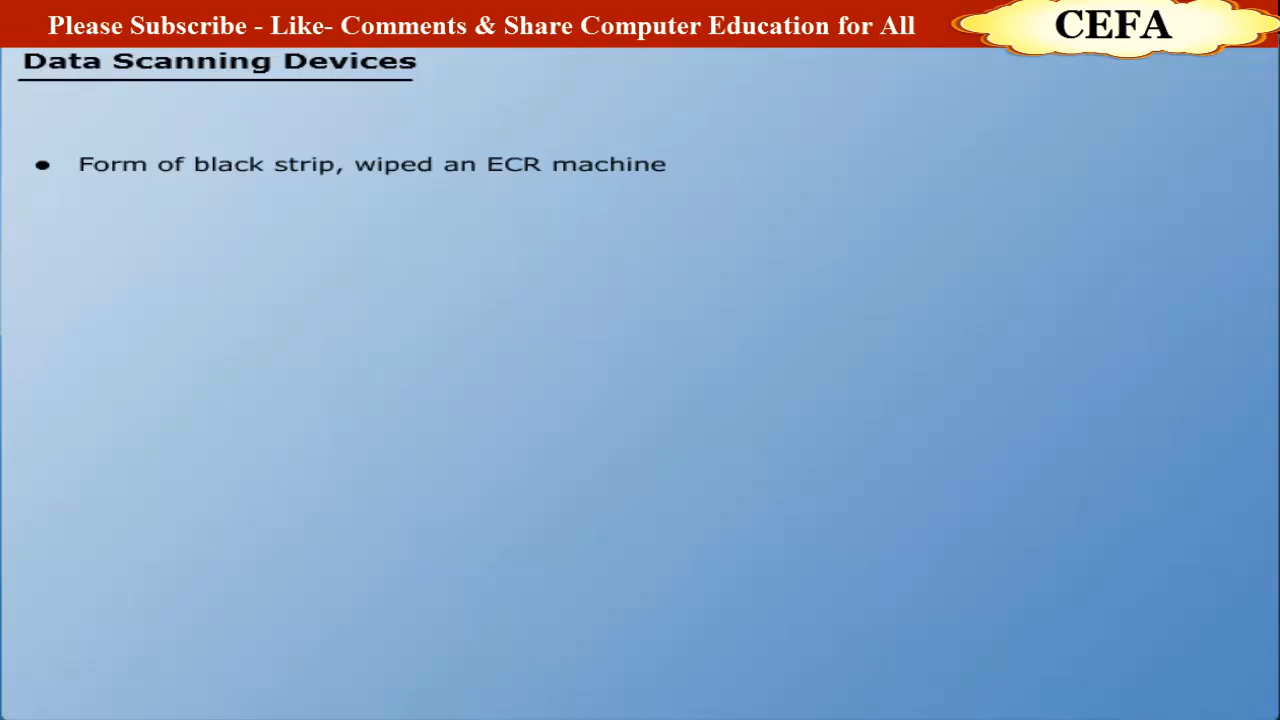 Please Subscribe - Like- Comments & Share Computer Education for All
CEFA
Data Scanning Devices
● Form of black strip, wiped an ECR machine